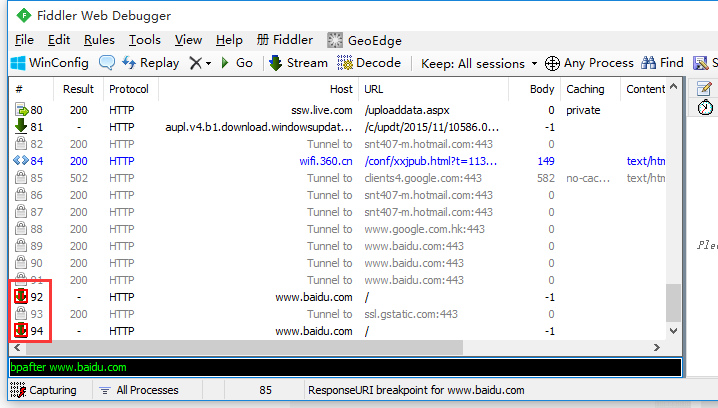 Fiddler Web Debugger
File Edit Rules Tools View Help 册 Fiddler GeoEdge
WinConfig Replay Go Stream Decode Keep: All sessions Any Process Find S
# Result Protocol Host URL Body Caching Content
80 200 HTTP ssw.live.com /uploaddata.aspx 0 private
81 - HTTP aupl.v4.b1.download.windowsupdat... /c/updt/2015/11/10586.0... -1
82 200 HTTP Tunnel to snt407-m.hotmail.com:443 0
84 200 HTTP wifi.360.cn /conf/xxjpub.html?t=113... 149 text/htm
85 502 HTTP Tunnel to clients4.google.com:443 582 no-cac... text/htm
86 200 HTTP Tunnel to snt407-m.hotmail.com:443 0
87 200 HTTP Tunnel to snt407-m.hotmail.com:443 0
88 200 HTTP Tunnel to www.google.com.hk:443 0
89 200 HTTP Tunnel to www.baidu.com:443 0
90 200 HTTP Tunnel to www.baidu.com:443 0
91 200 HTTP Tunnel to www.baidu.com:443 0
92 - HTTP www.baidu.com / -1
93 200 HTTP Tunnel to ssl.gstatic.com:443 0
94 - HTTP www.baidu.com / -1
Plea
bpafter www.baidu.com
Capturing All Processes 85 ResponseURI breakpoint for www.baidu.com